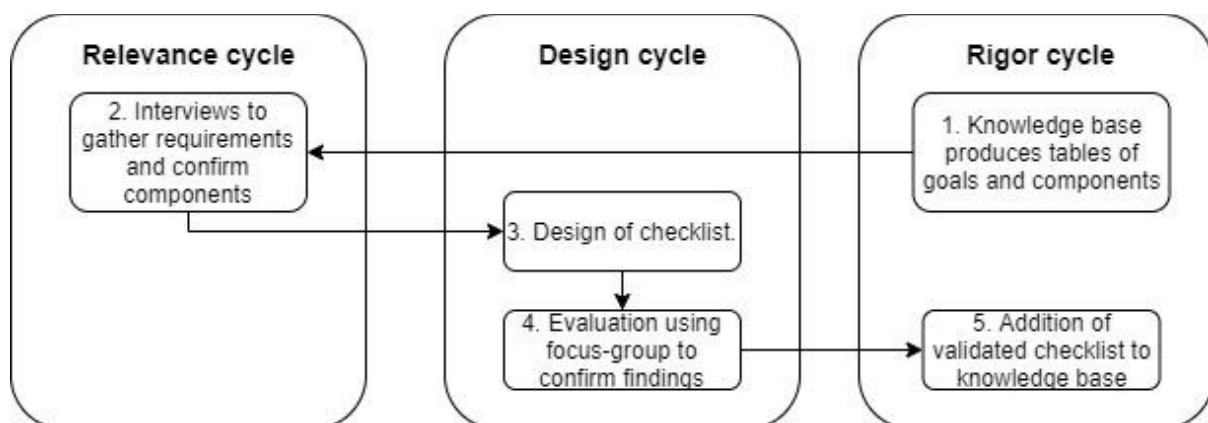 Relevance cycle
2. Interviews to
gather requirements
and confirm
components
Design cycle
3. Design of checklist.
4. Evaluation using
focus-group to
confirm findings
Rigor cycle
1. Knowledge base
produces tables of
goals and components
5. Addition of
validated checklist to
knowledge base